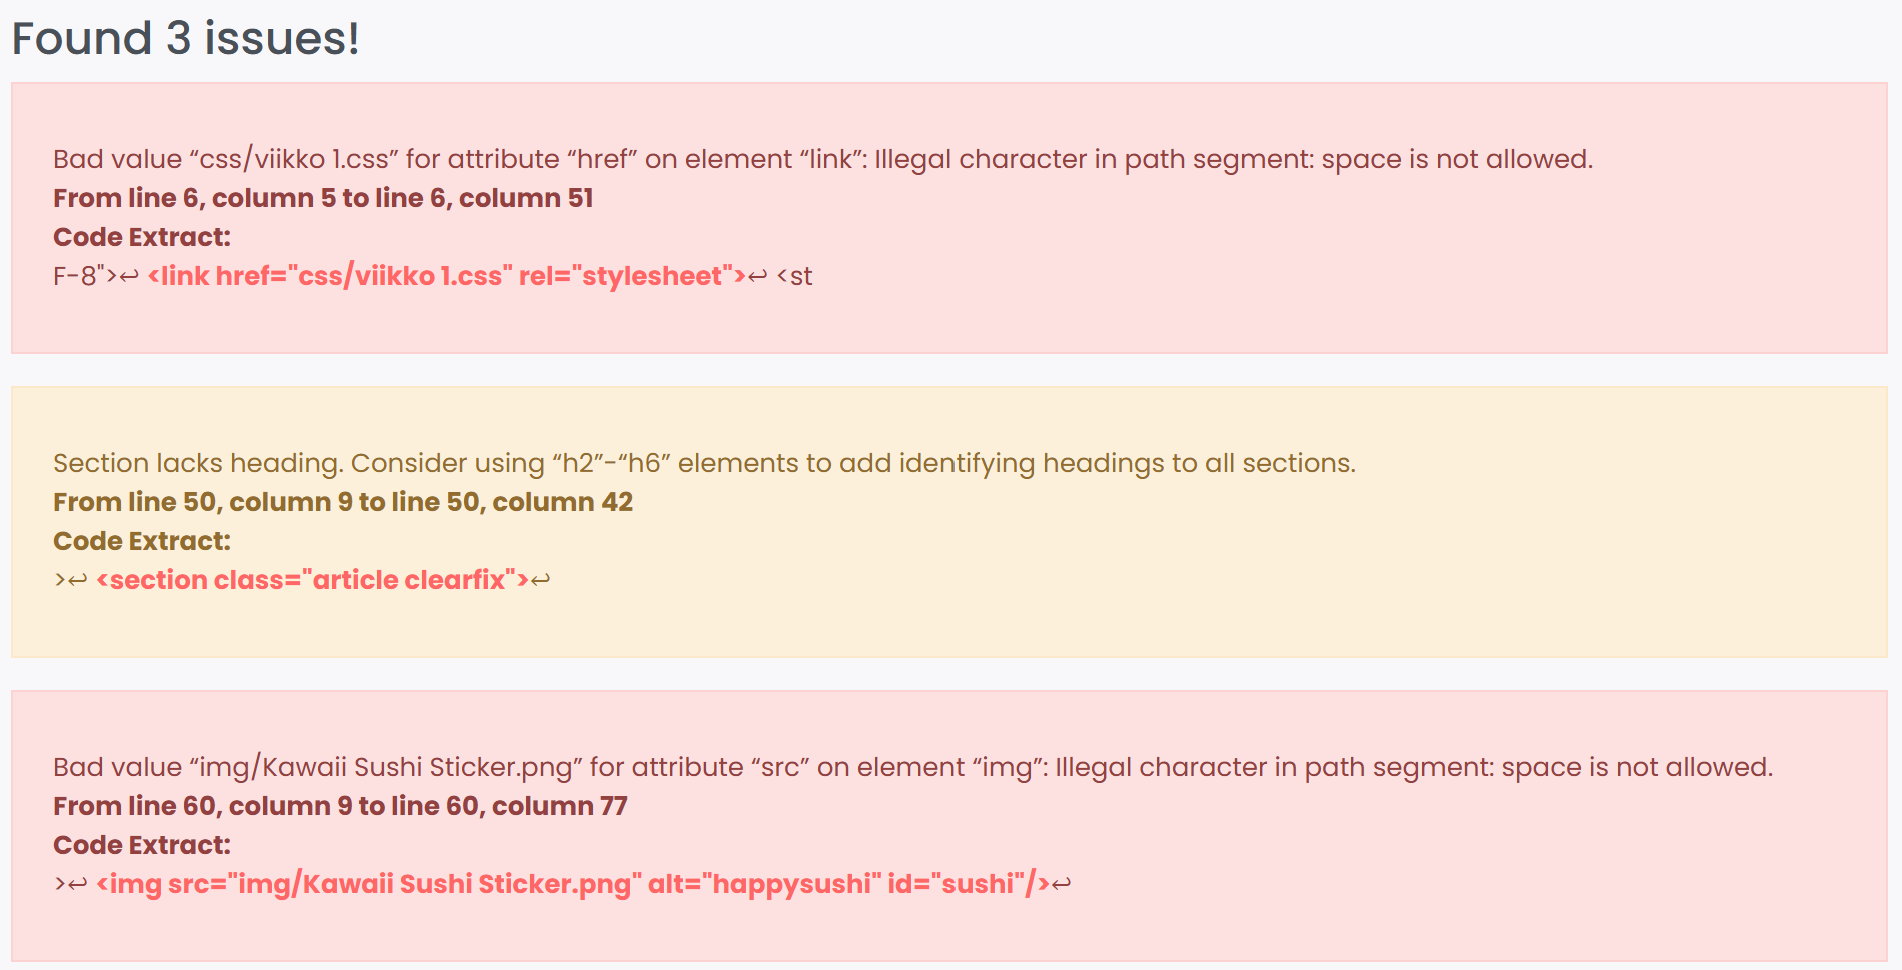 Found 3 issues!
Bad value “css/viikko 1.css” for attribute “href” on element “link”: Illegal character in path segment: space is not allowed.
From line 6, column 5 to line 6, column 51
Code Extract:
F-8">↩ <link href="css/viikko 1.css" rel="stylesheet">↩ <st
Section lacks heading. Consider using “h2”-“h6” elements to add identifying headings to all sections.
From line 50, column 9 to line 50, column 42
Code Extract:
>↩ <section class="article clearfix">↩
Bad value “img/Kawaii Sushi Sticker.png” for attribute “src” on element “img”: Illegal character in path segment: space is not allowed.
From line 60, column 9 to line 60, column 77
Code Extract:
>↩ <img src="img/Kawaii Sushi Sticker.png" alt="happysushi" id="sushi"/>↩